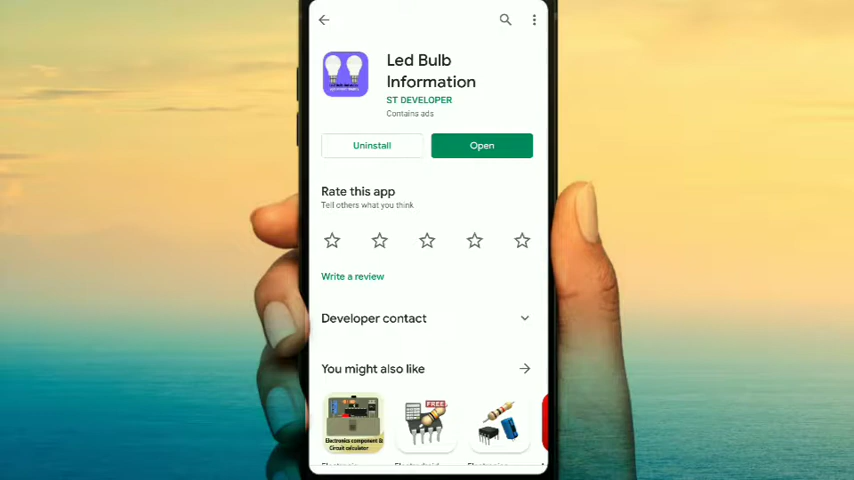 Led Bulb
Information
ST DEVELOPER
Contains ads
Uninstall
Open
Rate this app
Tell others what you think
Write a review
Developer contact
You might also like
FREE
Electronics component &
Circuit calculator